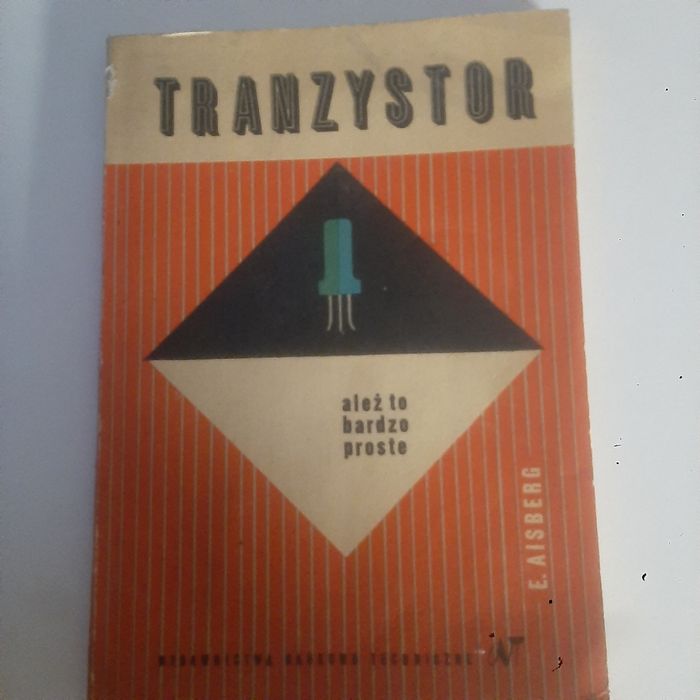 TRANZYSTOR
ależ to
bardzo
proste
E. AISBERG
WYDAWNICTWA NAUKOWO TECHNICZNE